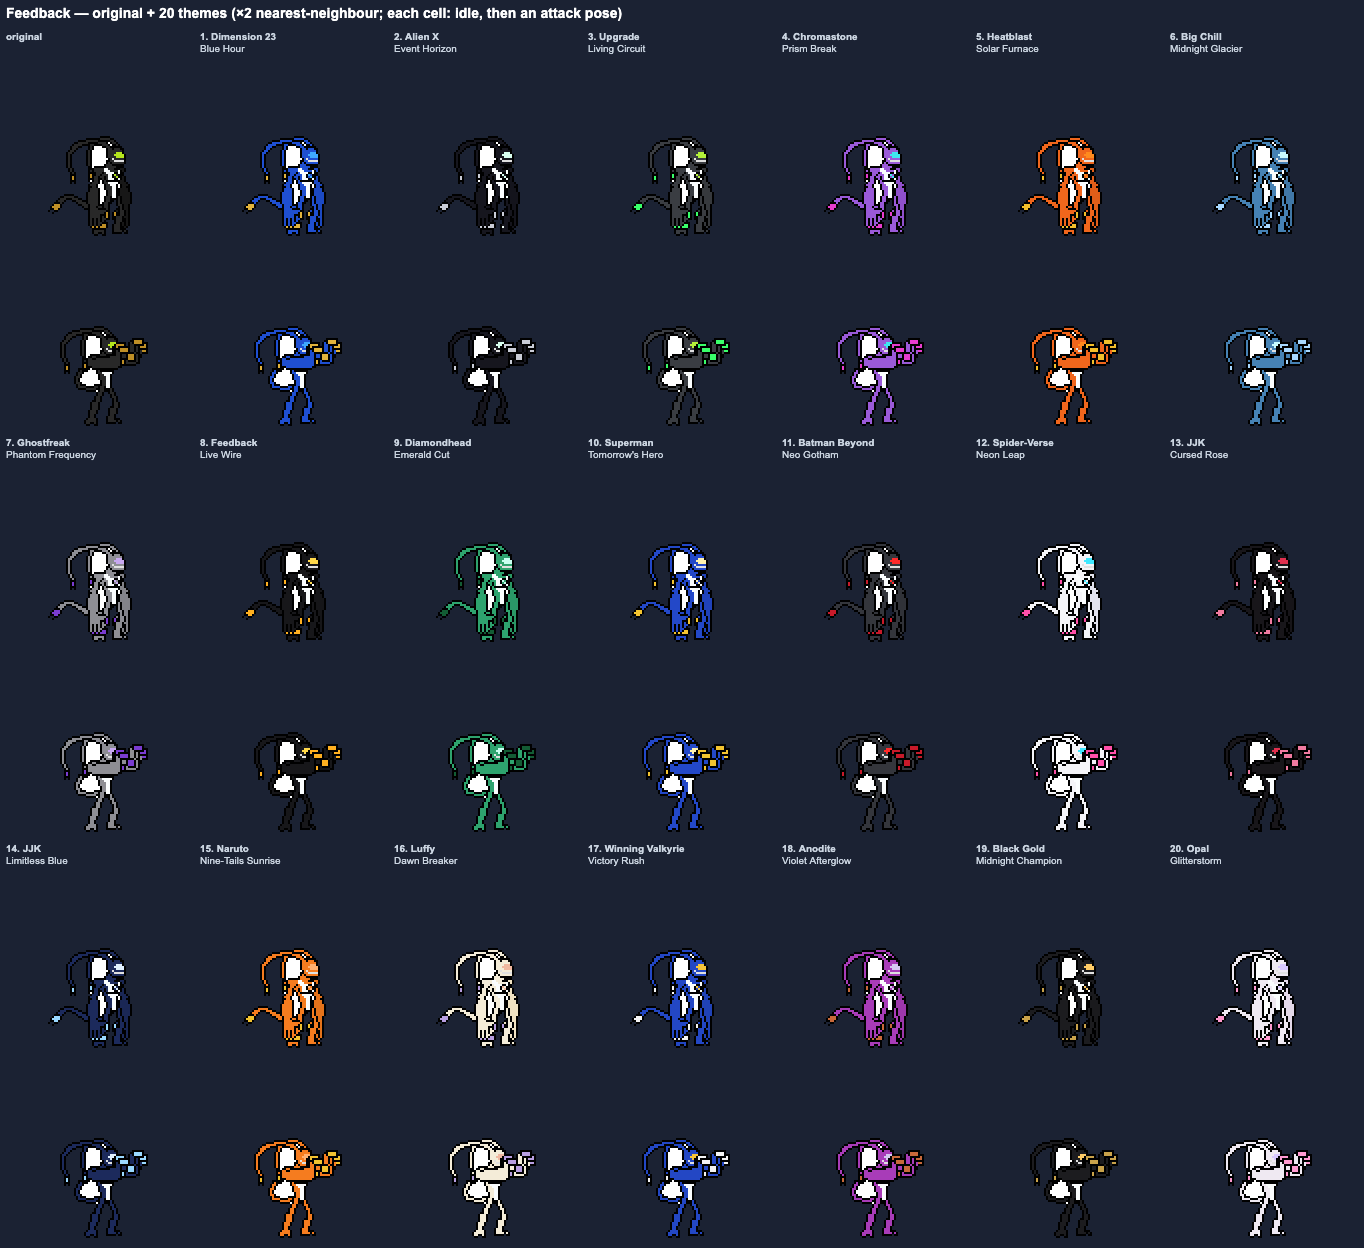 Feedback — original + 20 themes (×2 nearest-neighbour; each cell: idle, then an attack pose)
original
1. Dimension 23
Blue Hour
2. Alien X
Event Horizon
3. Upgrade
Living Circuit
4. Chromastone
Prism Break
5. Heatblast
Solar Furnace
6. Big Chill
Midnight Glacier
7. Ghostfreak
Phantom Frequency
8. Feedback
Live Wire
9. Diamondhead
Emerald Cut
10. Superman
Tomorrow's Hero
11. Batman Beyond
Neo Gotham
12. Spider-Verse
Neon Leap
13. JJK
Cursed Rose
14. JJK
Limitless Blue
15. Naruto
Nine-Tails Sunrise
16. Luffy
Dawn Breaker
17. Winning Valkyrie
Victory Rush
18. Anodite
Violet Afterglow
19. Black Gold
Midnight Champion
20. Opal
Glitterstorm